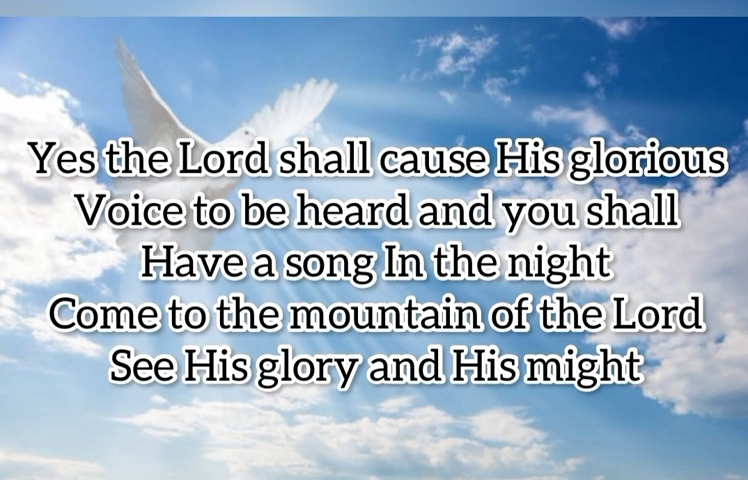 Yes the Lord shall cause His glorious
Voice to be heard and you shall
Have a song In the night
Come to the mountain of the Lord
See His glory and His might